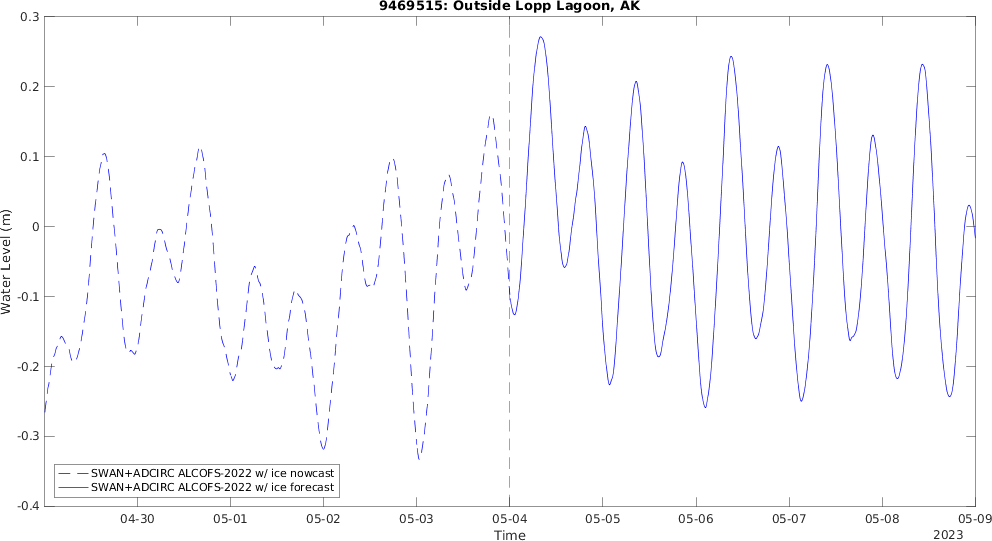 9469515: Outside Lopp Lagoon, AK
Water Level (m)
0.3
0.2
0.1
0
-0.1
-0.2
-0.3
-0.4
SWAN+ADCIRC ALCOFS-2022 w/ ice nowcast
SWAN+ADCIRC ALCOFS-2022 w/ ice forecast
04-30 05-01 05-02 05-03 05-04 05-05 05-06 05-07 05-08 05-09
Time
2023